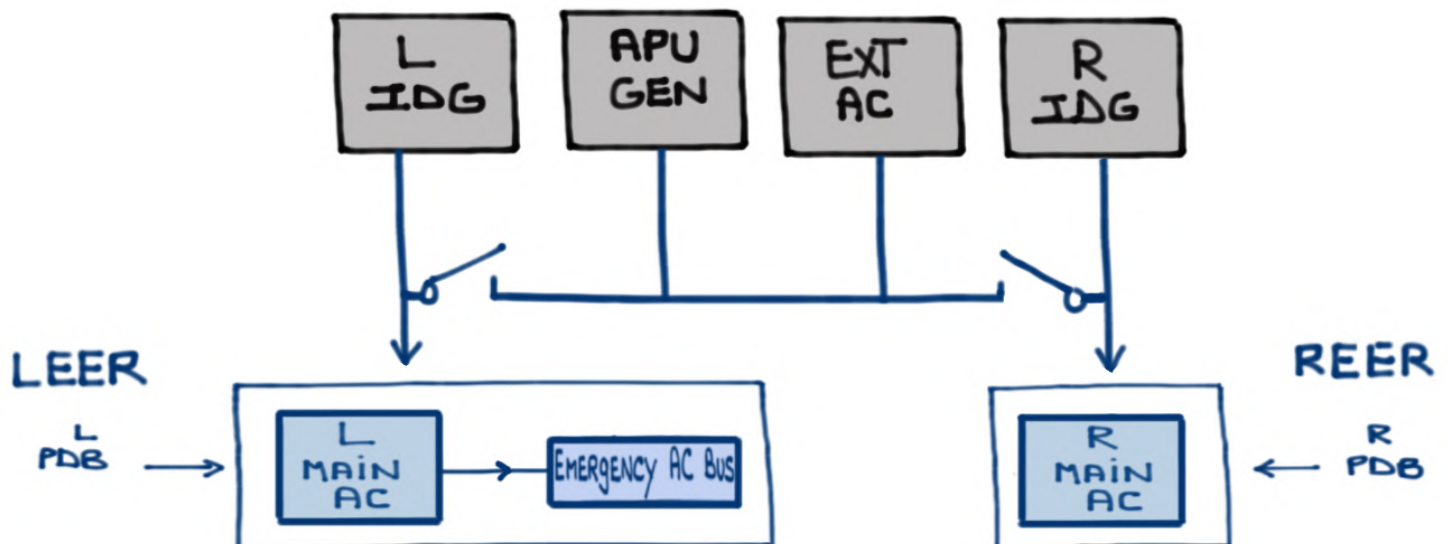 L
IDG
APU
GEN
EXT
AC
R
IDG
LEER
L
PDB
L
MAIN
AC
EMERGENCY AC BUS
R
MAIN
AC
REER
R
PDB